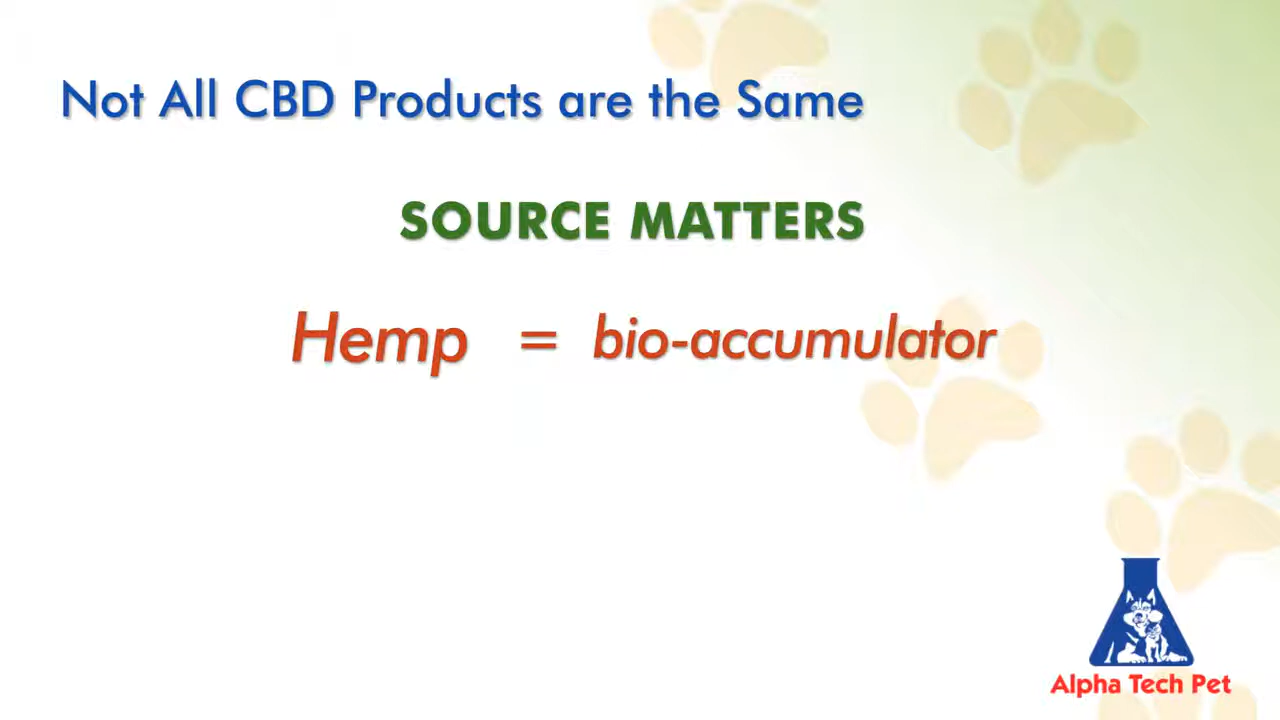 Not All CBD Products are the Same
SOURCE MATTERS
Hemp = bio-accumulator
Alpha Tech Pet